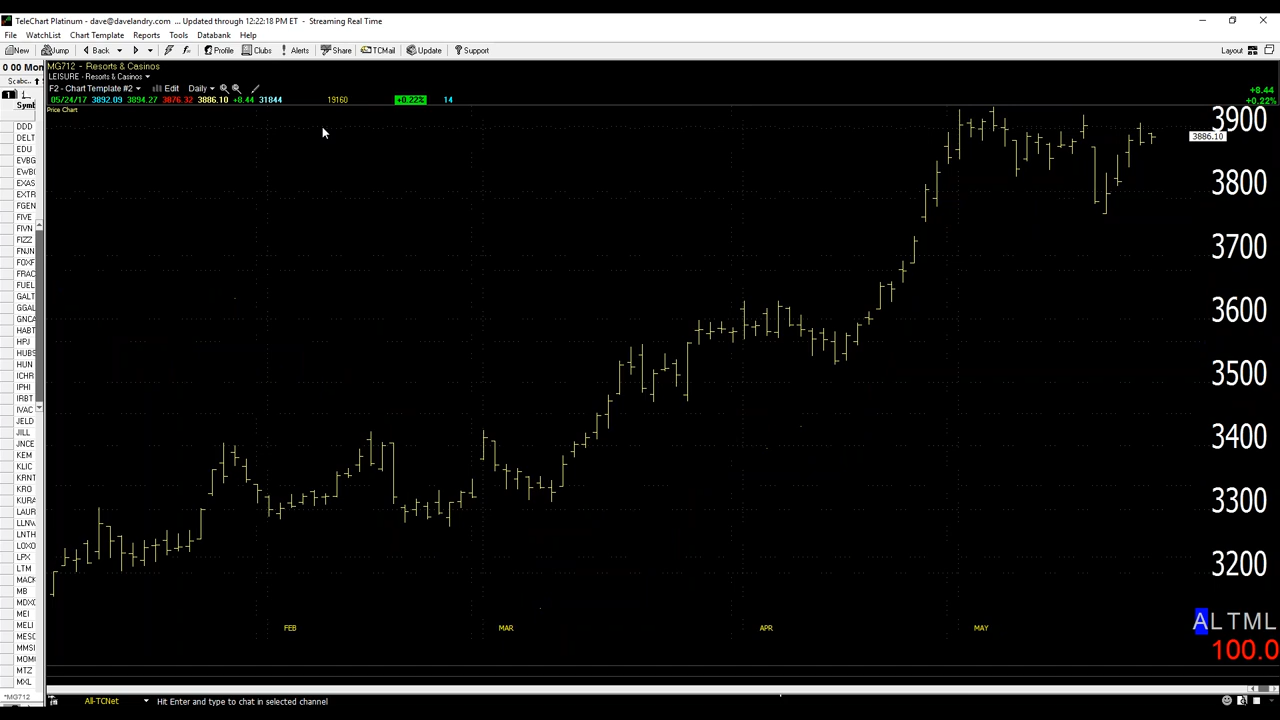 TeleChart Platinum - dave@davelandry.com ... Updated through 12:22:18 PM ET - Streaming Real Time
File WatchList Chart Template Reports Tools Databank Help
New Jump Back Profile Clubs Alerts Share TCMail Update Support Layout
0 00 Mon
MG712 - Resorts & Casinos
LEISURE - Resorts & Casinos
F2 - Chart Template #2 Edit Daily
05/24/17 3892.09 3894.27 3876.32 3886.10 +8.44 31844 19160 +0.22% 14
+8.44
+0.22%
Price Chart
1
Symb
DDD
DELT
EDU
EVBG
EWBC
EXAS
EXTR
FGEN
FIVE
FIVN
FIZZ
FNJN
FOXF
FRAC
FUEL
GALT
GGAL
GNCA
HABT
HPJ
HUBS
HUN
ICHR
IPHI
IRBT
IVAC
JELD
JILL
JNCE
KEM
KLIC
KRNT
KRO
KURA
LAUR
LLNW
LNTH
LOXO
LPX
LTM
MACK
MB
MDXG
MEI
MELI
MESO
MMSI
MOMO
MTZ
MXL
*MG712
3900
3886.10
3800
3700
3600
3500
3400
3300
3200
FEB MAR APR MAY
ALTML
100.0
All-TCNet Hit Enter and type to chat in selected channel